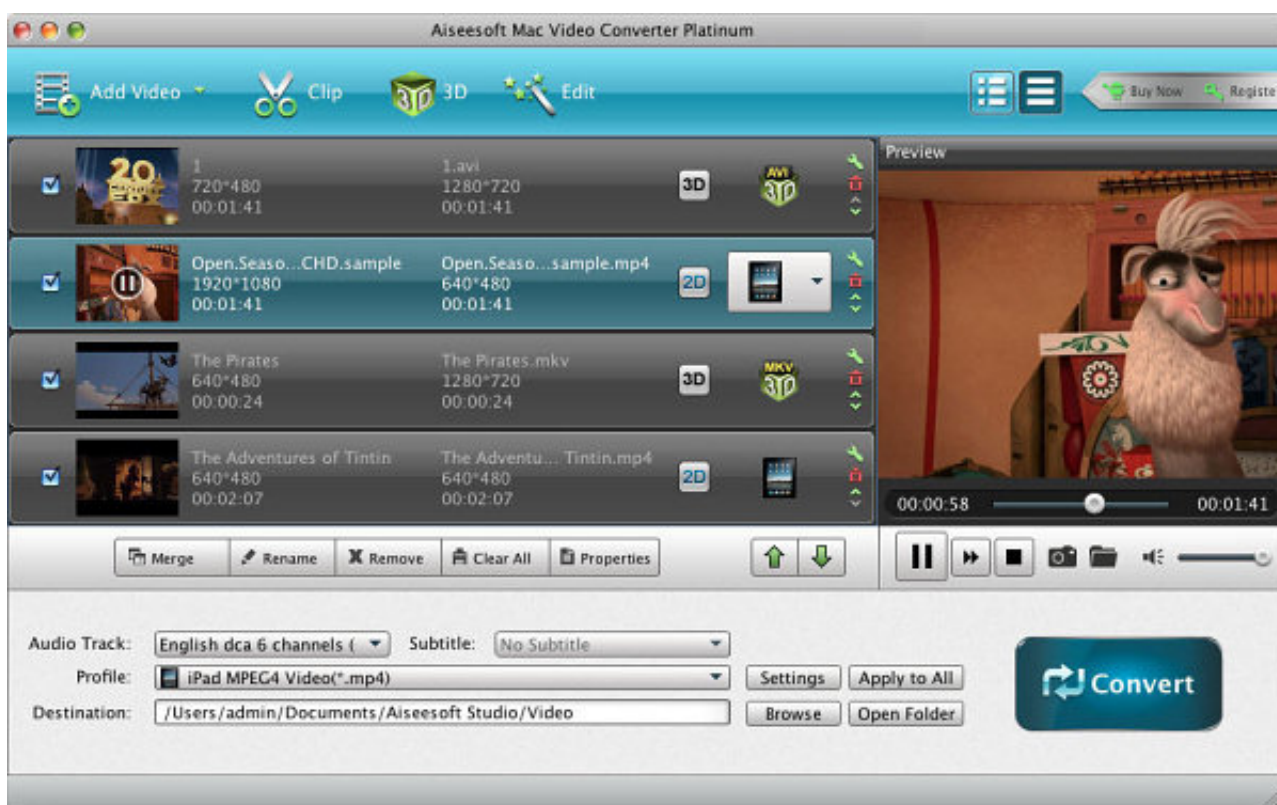 Aiseesoft Mac Video Converter Platinum
Add Video Clip 3D 3D Edit Buy Now Registe
1 1.avi
720*480 1280*720 3D AVI 3D
00:01:41 00:01:41
Open.Seaso...CHD.sample Open.Seaso...sample.mp4
1920*1080 640*480 2D
00:01:41 00:01:41
The Pirates The Pirates.mkv
640*480 1280*720 3D MKV 3D
00:00:24 00:00:24
The Adventures of Tintin The Adventu... Tintin.mp4
640*480 640*480 2D
00:02:07 00:02:07
Preview
00:00:58 00:01:41
Merge Rename Remove Clear All Properties
Audio Track: English dca 6 channels ( Subtitle: No Subtitle
Profile: iPad MPEG4 Video(*.mp4) Settings Apply to All
Destination: /Users/admin/Documents/Aiseesoft Studio/Video Browse Open Folder
Convert